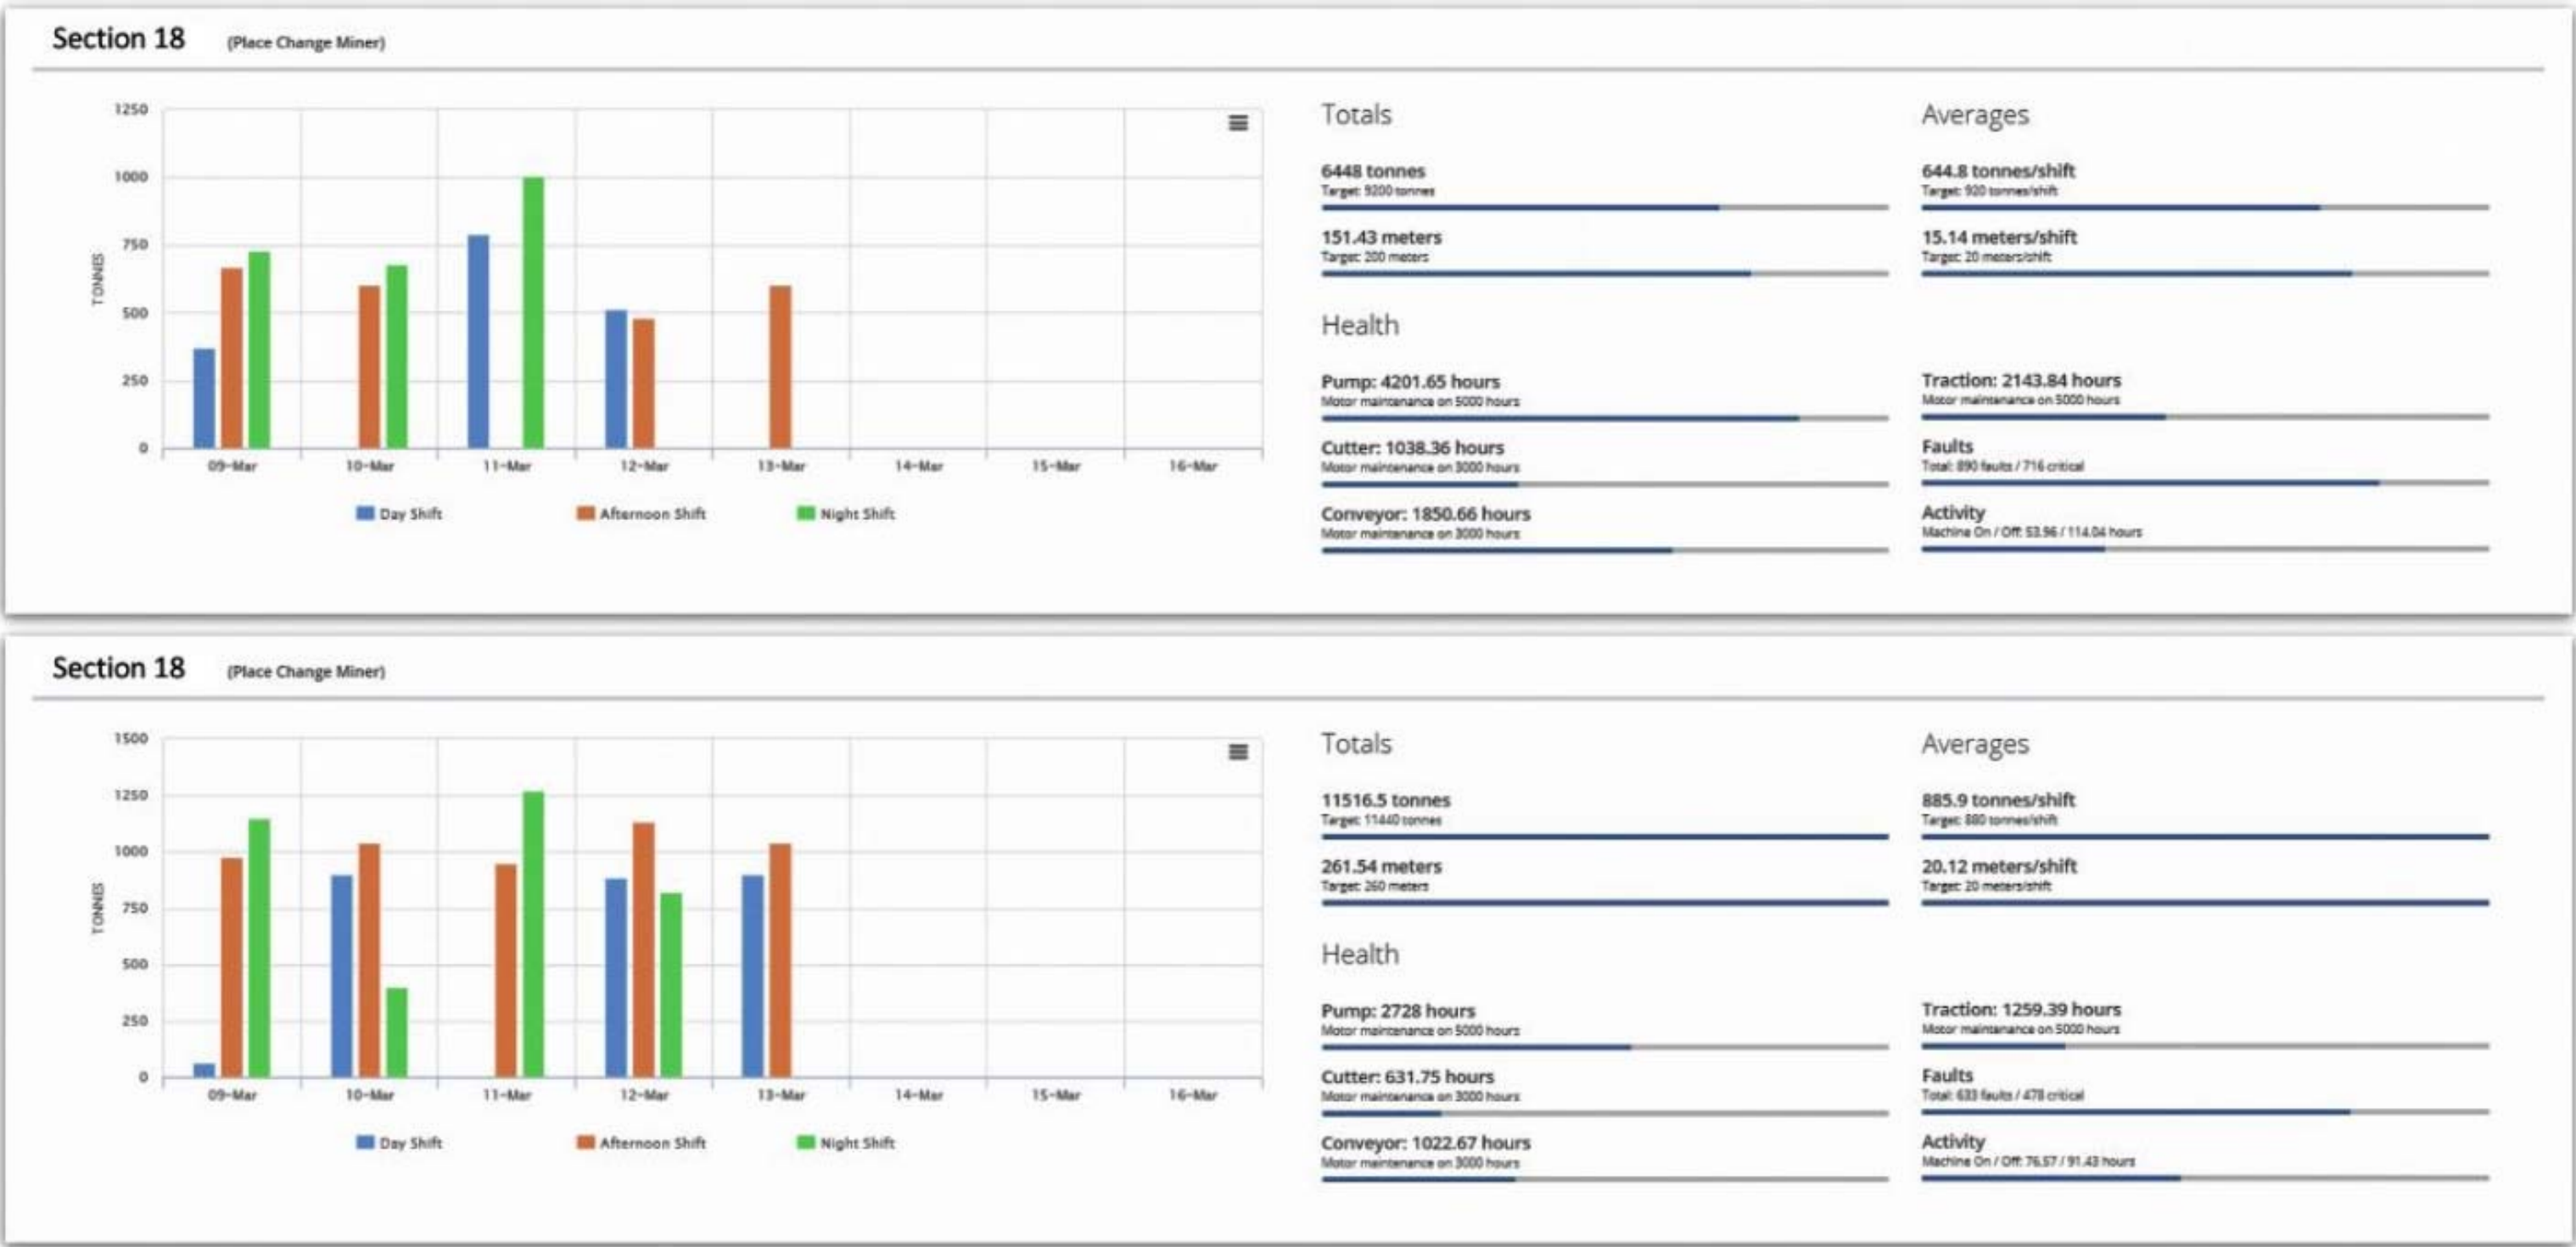 Section 18 (Place Change Miner)
1250
1000
750
500
250
0
TONNES
09-Mar 10-Mar 11-Mar 12-Mar 13-Mar 14-Mar 15-Mar 16-Mar
Day Shift Afternoon Shift Night Shift
Totals
6448 tonnes
Target: 9200 tonnes
151.43 meters
Target: 200 meters
Averages
644.8 tonnes/shift
Target: 920 tonnes/shift
15.14 meters/shift
Target: 20 meters/shift
Health
Pump: 4201.65 hours
Motor maintenance on 5000 hours
Cutter: 1038.36 hours
Motor maintenance on 3000 hours
Conveyor: 1850.66 hours
Motor maintenance on 3000 hours
Traction: 2143.84 hours
Motor maintenance on 5000 hours
Faults
Total: 890 faults / 716 critical
Activity
Machine On / Off: 53.96 / 114.04 hours
Section 18 (Place Change Miner)
1500
1250
1000
750
500
250
0
TONNES
09-Mar 10-Mar 11-Mar 12-Mar 13-Mar 14-Mar 15-Mar 16-Mar
Day Shift Afternoon Shift Night Shift
Totals
11516.5 tonnes
Target: 11440 tonnes
261.54 meters
Target: 260 meters
Averages
885.9 tonnes/shift
Target: 880 tonnes/shift
20.12 meters/shift
Target: 20 meters/shift
Health
Pump: 2728 hours
Motor maintenance on 5000 hours
Cutter: 631.75 hours
Motor maintenance on 3000 hours
Conveyor: 1022.67 hours
Motor maintenance on 3000 hours
Traction: 1259.39 hours
Motor maintenance on 5000 hours
Faults
Total: 633 faults / 478 critical
Activity
Machine On / Off: 76.57 / 91.43 hours